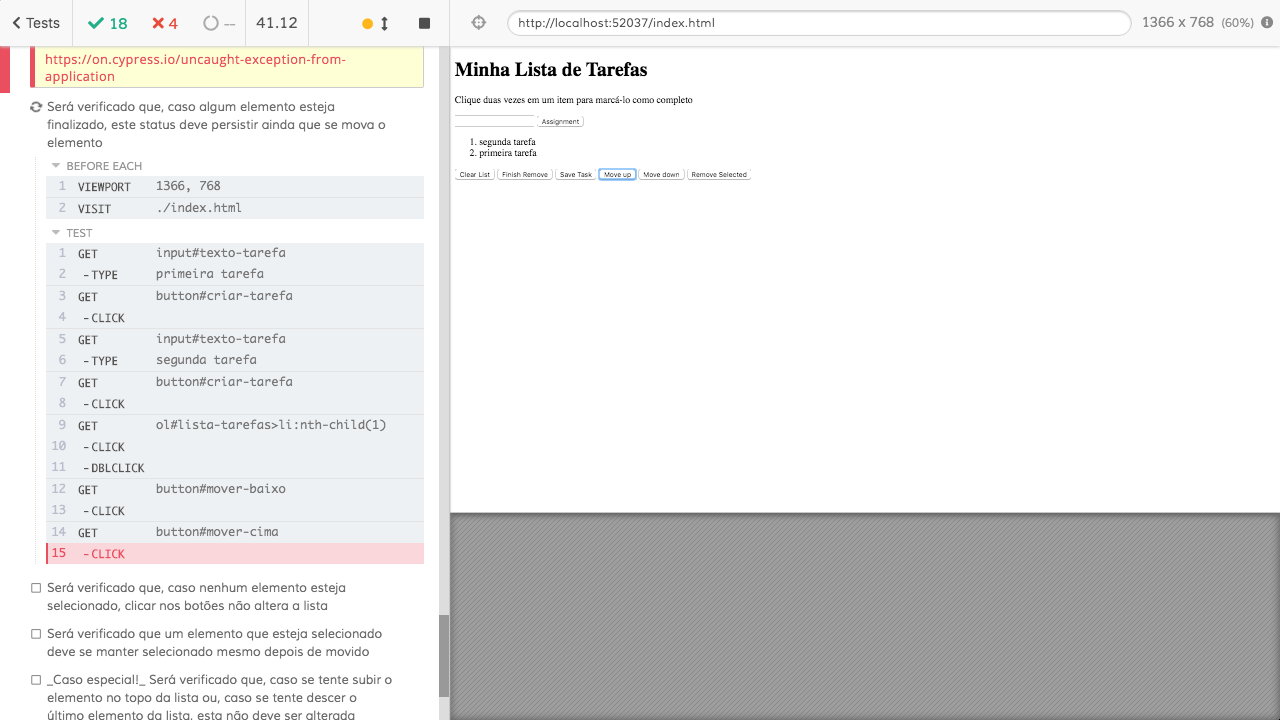 Tests
18
4
--
41.12
http://localhost:52037/index.html
1366 x 768 (60%)
https://on.cypress.io/uncaught-exception-from-
application
Será verificado que, caso algum elemento esteja
finalizado, este status deve persistir ainda que se mova o
elemento
BEFORE EACH
1 VIEWPORT 1366, 768
2 VISIT ./index.html
TEST
1 GET input#texto-tarefa
2 -TYPE primeira tarefa
3 GET button#criar-tarefa
4 -CLICK
5 GET input#texto-tarefa
6 -TYPE segunda tarefa
7 GET button#criar-tarefa
8 -CLICK
9 GET ol#lista-tarefas>li:nth-child(1)
10 -CLICK
11 -DBLCLICK
12 GET button#mover-baixo
13 -CLICK
14 GET button#mover-cima
15 -CLICK
Será verificado que, caso nenhum elemento esteja
selecionado, clicar nos botões não altera a lista
Será verificado que um elemento que esteja selecionado
deve se manter selecionado mesmo depois de movido
_Caso especial!_ Será verificado que, caso se tente subir o
elemento no topo da lista ou, caso se tente descer o
último elemento da lista, esta não deve ser alterada
Minha Lista de Tarefas
Clique duas vezes em um item para marcá-lo como completo
Assignment
1. segunda tarefa
2. primeira tarefa
Clear List Finish Remove Save Task Move up Move down Remove Selected